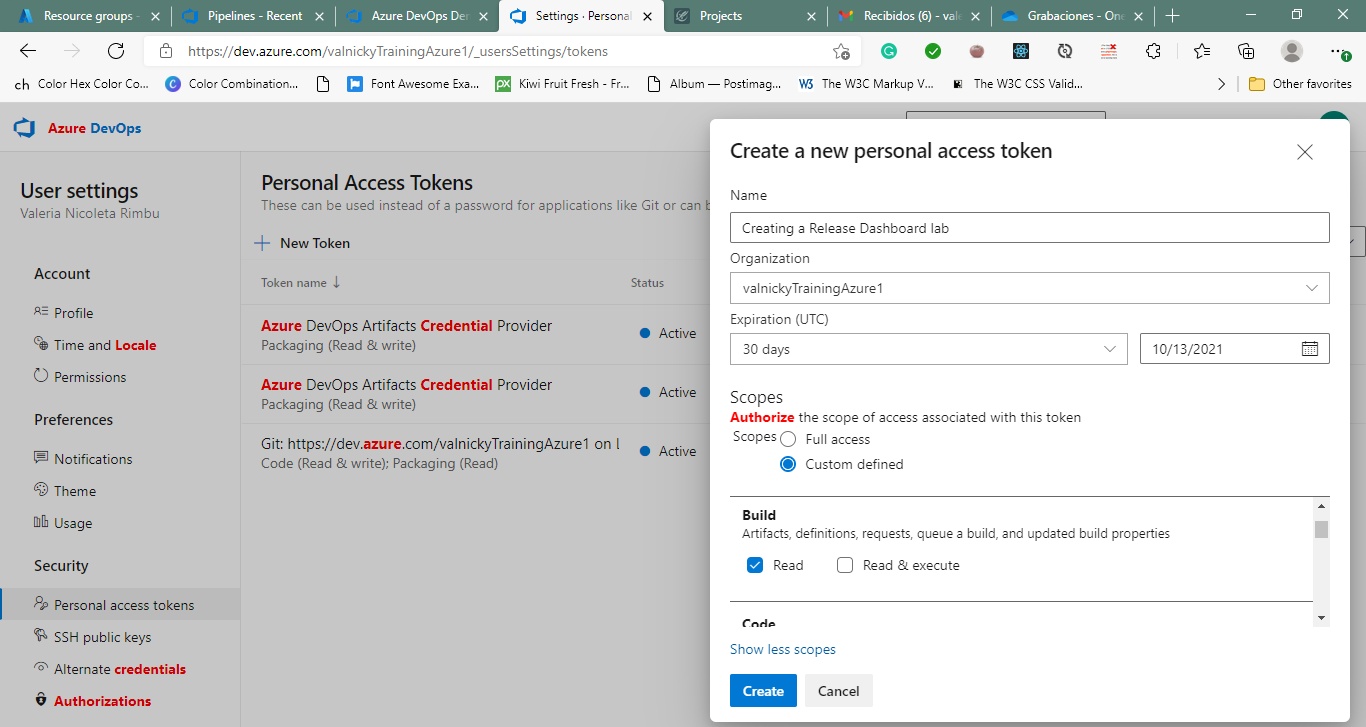 Resource groups -
Pipelines - Recent
Azure DevOps Der
Settings · Personal
Projects
Recibidos (6) - val
Grabaciones - One
https://dev.azure.com/valnickyTrainingAzure1/_usersSettings/tokens
ch Color Hex Color Co...
C Color Combination...
Font Awesome Exa...
px Kiwi Fruit Fresh - Fr...
Album — Postimag...
W3 The W3C Markup V...
The W3C CSS Valid...
Other favorites
Azure DevOps
User settings
Valeria Nicoleta Rimbu
Account
Profile
Time and Locale
Permissions
Preferences
Notifications
Theme
Usage
Security
Personal access tokens
SSH public keys
Alternate credentials
Authorizations
Personal Access Tokens
These can be used instead of a password for applications like Git or can b
New Token
Token name ↓
Status
Azure DevOps Artifacts Credential Provider
Packaging (Read & write)
Active
Azure DevOps Artifacts Credential Provider
Packaging (Read & write)
Active
Git: https://dev.azure.com/valnickyTrainingAzure1 on l
Code (Read & write); Packaging (Read)
Active
Create a new personal access token
Name
Creating a Release Dashboard lab
Organization
valnickyTrainingAzure1
Expiration (UTC)
30 days
10/13/2021
Scopes
Authorize the scope of access associated with this token
Scopes Full access
Custom defined
Build
Artifacts, definitions, requests, queue a build, and updated build properties
Read
Read & execute
Code
Show less scopes
Create
Cancel